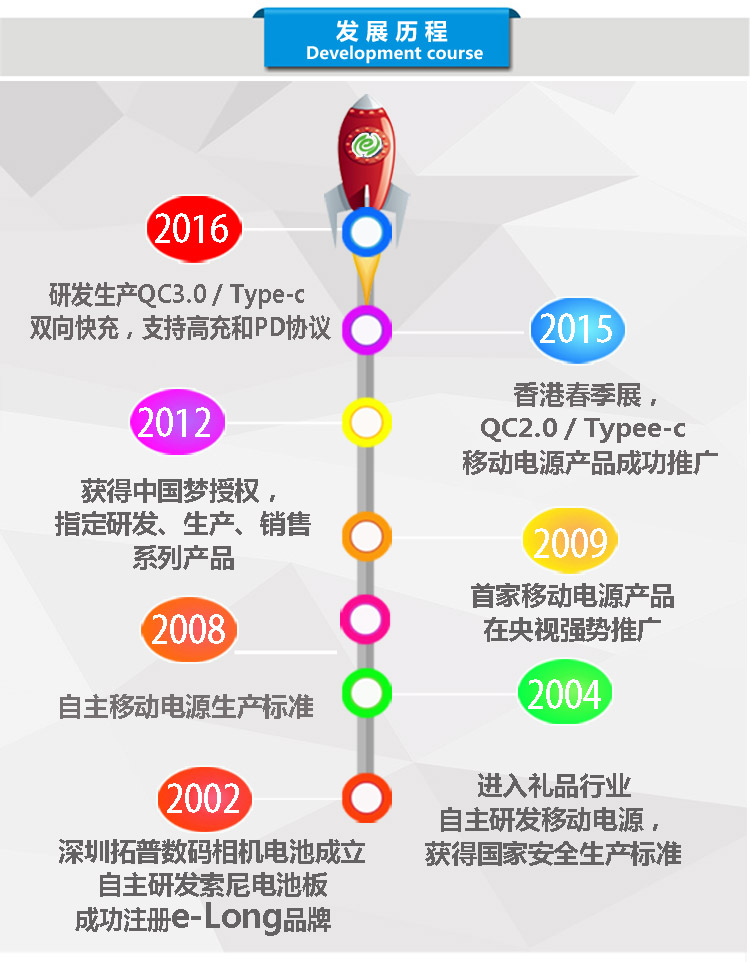 发展历程
Development course
2016
研发生产QC3.0 / Type-c
双向快充，支持高充和PD协议
2015
香港春季展，
QC2.0 / Typee-c
移动电源产品成功推广
2012
获得中国梦授权，
指定研发、生产、销售
系列产品
2009
首家移动电源产品
在央视强势推广
2008
自主移动电源生产标准
2004
进入礼品行业
自主研发移动电源，
获得国家安全生产标准
2002
深圳拓普数码相机电池成立
自主研发索尼电池板
成功注册e-Long品牌